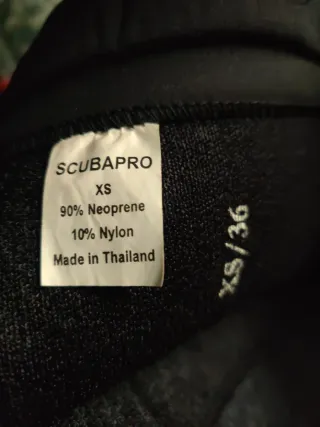 SCUBAPRO
XS
90% Neoprene
10% Nylon
Made in Thailand
XS/36